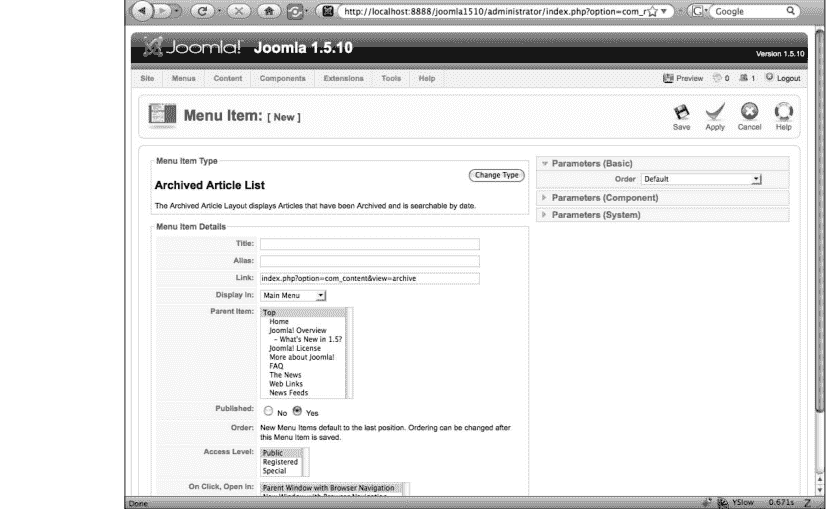 http://localhost:8888/joomla1510/administrator/index.php?option=com_r
Google
Joomla! Joomla 1.5.10
Version 1.5.10
Site Menus Content Components Extensions Tools Help
Preview 0 1 Logout
Menu Item: [ New ]
Save Apply Cancel Help
Menu Item Type
Change Type
Archived Article List
The Archived Article Layout displays Articles that have been Archived and is searchable by date.
Parameters (Basic)
Order Default
Parameters (Component)
Parameters (System)
Menu Item Details
Title:
Alias:
Link: index.php?option=com_content&view=archive
Display in: Main Menu
Parent Item: Top
Home
Joomla! Overview
- What's New in 1.5?
Joomla! License
More about Joomla!
FAQ
The News
Web Links
News Feeds
Published: No Yes
Order: New Menu Items default to the last position. Ordering can be changed after
this Menu Item is saved.
Access Level: Public
Registered
Special
On Click, Open in: Parent Window with Browser Navigation
New Window with Browser Navigation
Done
YSlow 0.671s